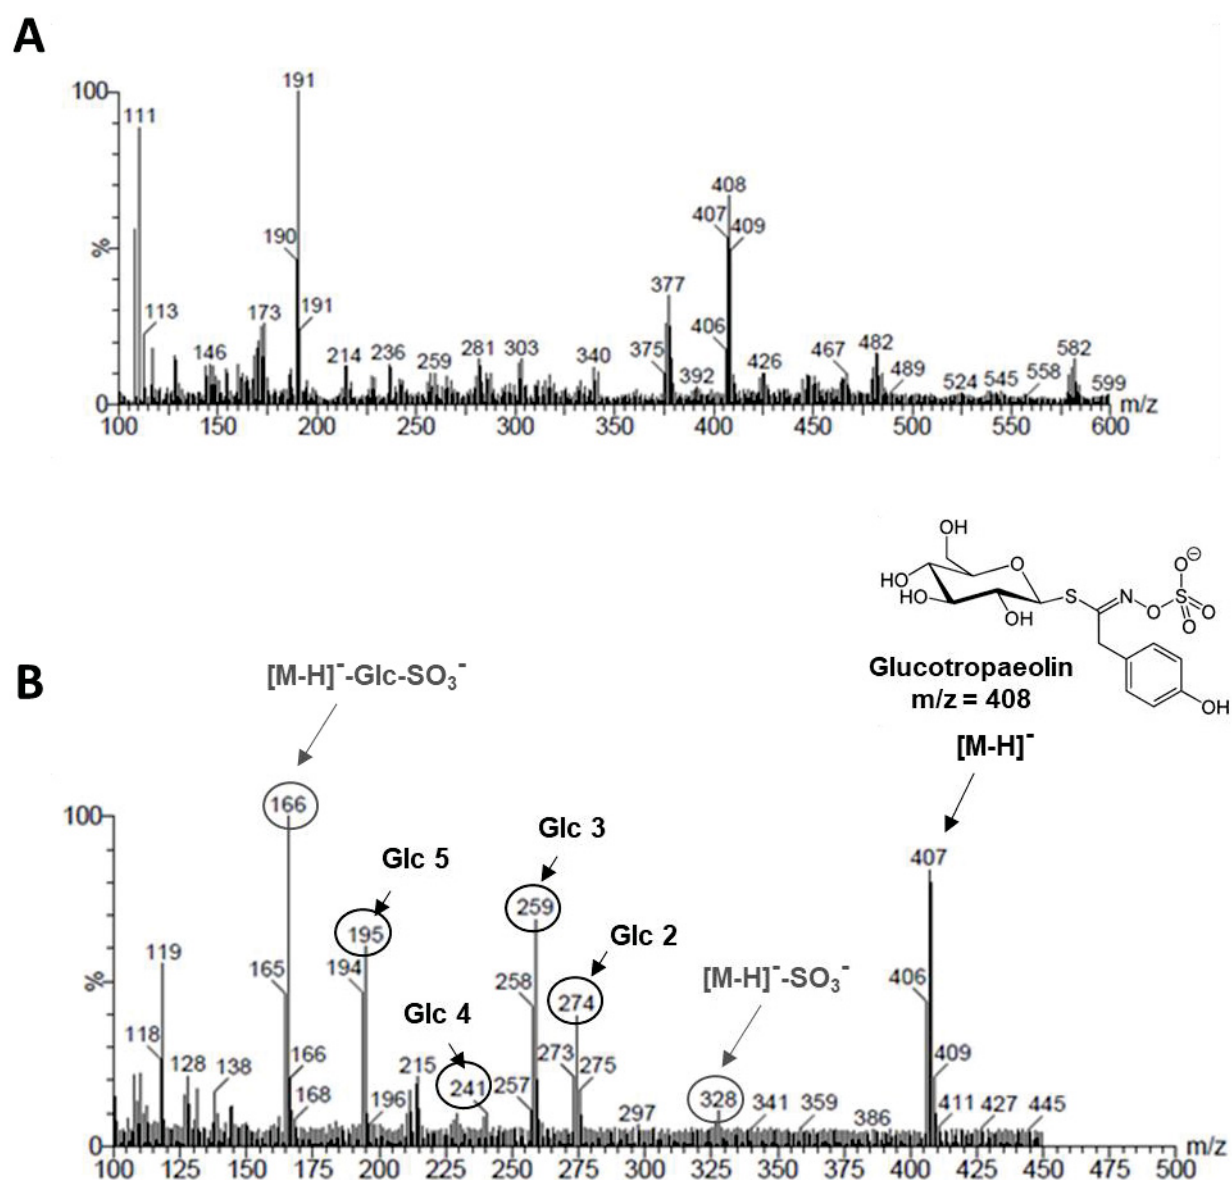 A
100
%
0
111
113
146
173
190
191
191
214
236
259
281
303
340
375
377
392
406
407
408
409
426
467
482
489
524
545
558
582
599
m/z
100 150 200 250 300 350 400 450 500 550 600
OH
HO
HO
OH
O
S
N
O
S
O⊖
O
O
OH
Glucotropaeolin
m/z = 408
[M-H]-
B
[M-H]--Glc-SO3-
Glc 5
Glc 4
Glc 3
Glc 2
[M-H]--SO3-
100
%
0
118
119
128
138
165
166
166
168
194
195
196
215
241
257
258
259
273
274
275
297
328
341
359
386
406
407
409
411
427
445
m/z
100 125 150 175 200 225 250 275 300 325 350 375 400 425 450 475 500